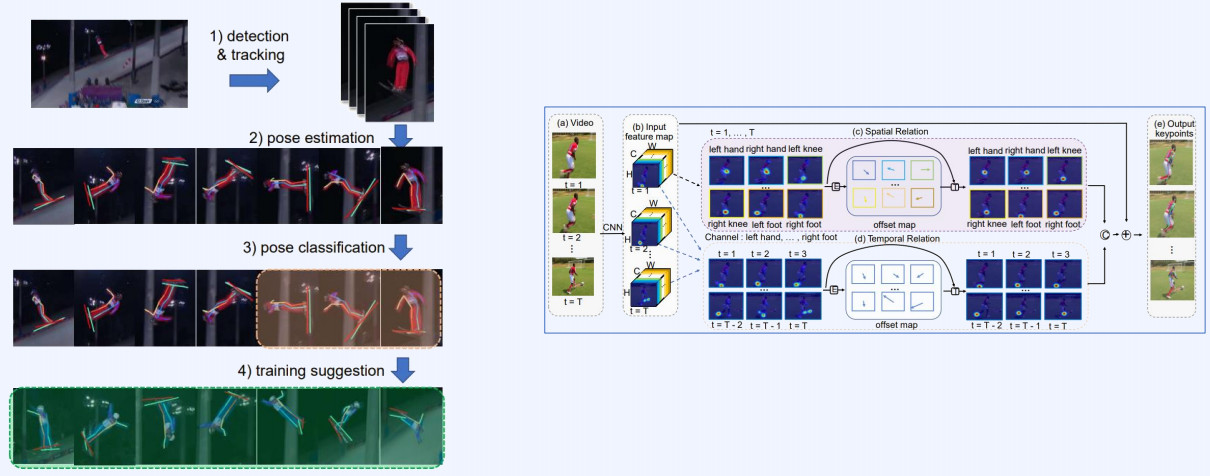 1) detection
& tracking
2) pose estimation
3) pose classification
4) training suggestion
(a) Video
t = 1
t = 2
t = T
CNN
(b) Input
feature map
C
W
H
t = 1
C
W
H
t = 2
C
W
H
t = T
t = 1, … , T
(c) Spatial Relation
left hand right hand left knee
right knee left foot right foot
E
offset map
T
left hand right hand left knee
right knee left foot right foot
Channel : left hand, … , right foot
(d) Temporal Relation
t = 1 t = 2 t = 3
t = T - 2 t = T - 1 t = T
E
offset map
T
t = 1 t = 2 t = 3
t = T - 2 t = T - 1 t = T
C
(e) Output
keypoints